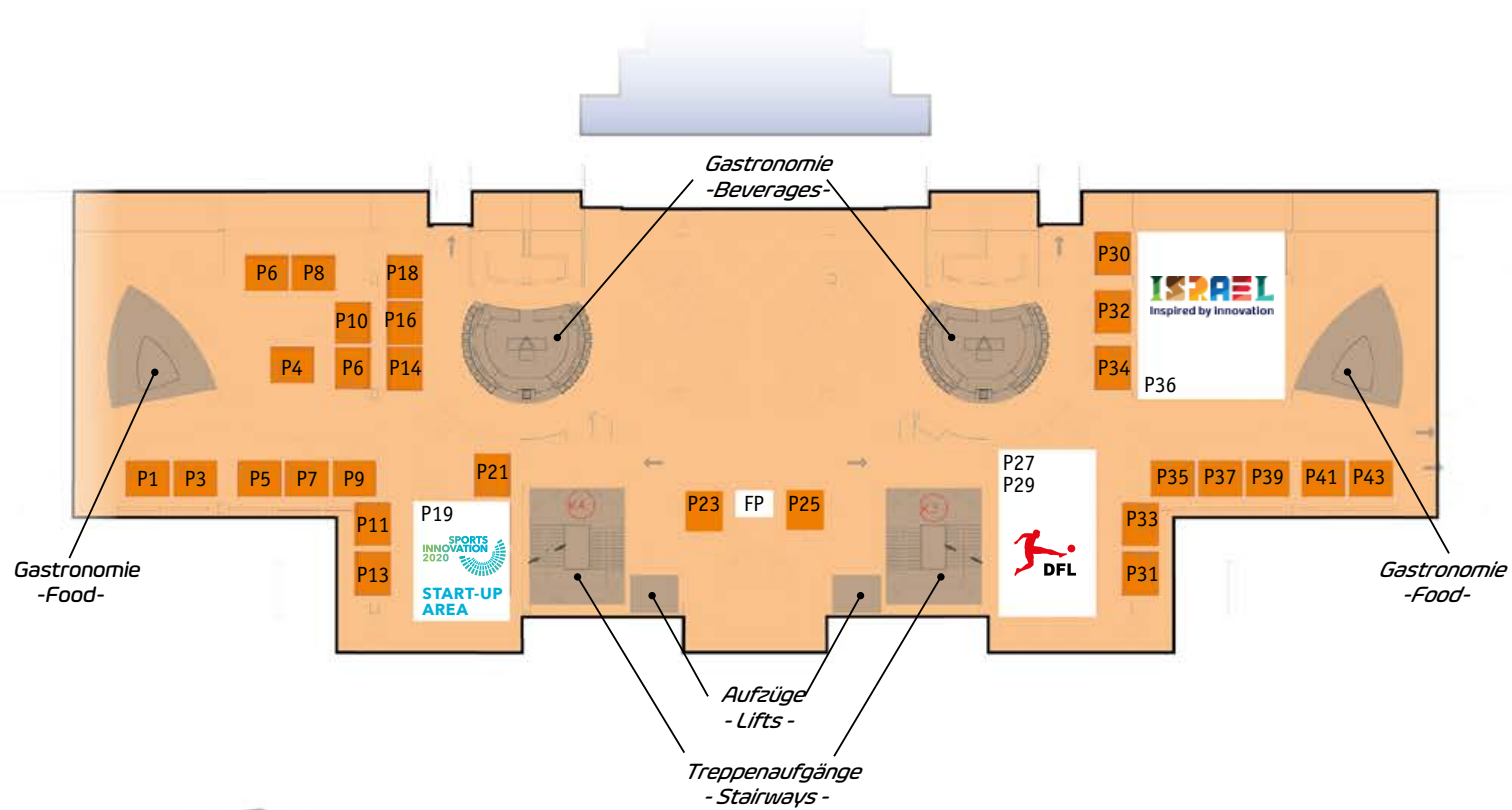 Gastronomie
-Beverages-
P6
P8
P18
P30
P10
P16
P32
ISRAEL
Inspired by innovation
P4
P6
P14
P34
P36
P1
P3
P5
P7
P9
P21
P23
FP
P25
P27
P29
P35
P37
P39
P41
P43
P11
P19
P33
SPORTS
INNOVATION
2020
P13
START-UP
AREA
DFL
P31
Gastronomie
-Food-
Gastronomie
-Food-
Aufzüge
- Lifts -
Treppenaufgänge
- Stairways -